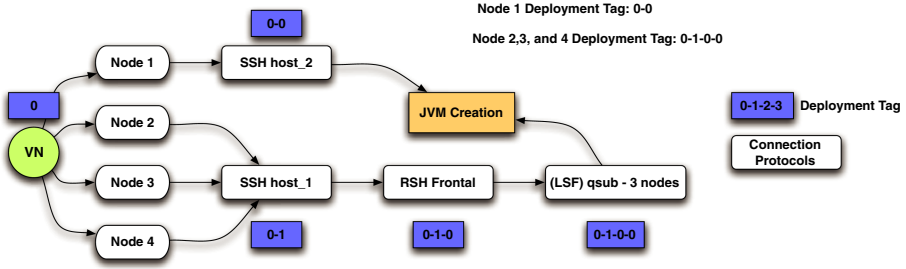 Node 1 Deployment Tag: 0-0
Node 2,3, and 4 Deployment Tag: 0-1-0-0
0-0
Node 1
SSH host_2
0
JVM Creation
0-1-2-3
Deployment Tag
Node 2
VN
Connection
Protocols
Node 3
SSH host_1
RSH Frontal
(LSF) qsub - 3 nodes
Node 4
0-1
0-1-0
0-1-0-0